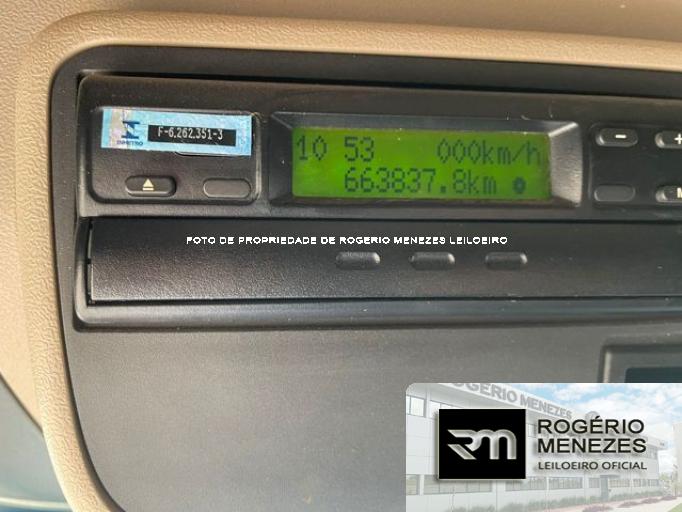 F-6.262.351-3
INMETRO
10 53 000km/h
663837.8km
- +
M
FOTO DE PROPRIEDADE DE ROGERIO MENEZES LEILOEIRO
ROGÉRIO MENEZES
RM ROGÉRIO
MENEZES
LEILOEIRO OFICIAL